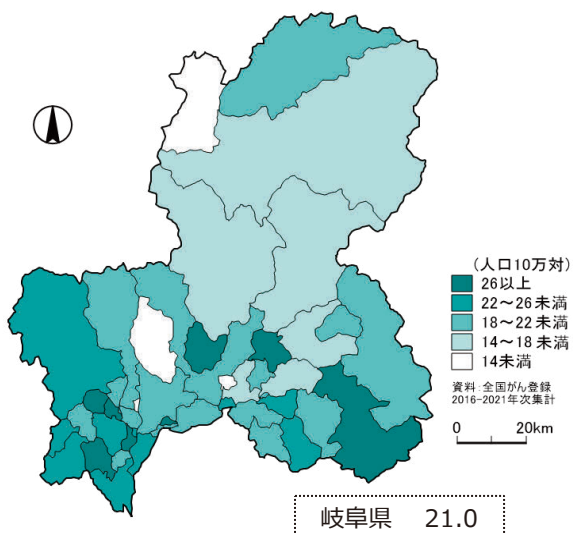 (人口10万対)
26以上
22～26未満
18～22未満
14～18未満
14未満
資料:全国がん登録
2016-2021年次集計
0 20km
岐阜県 21.0